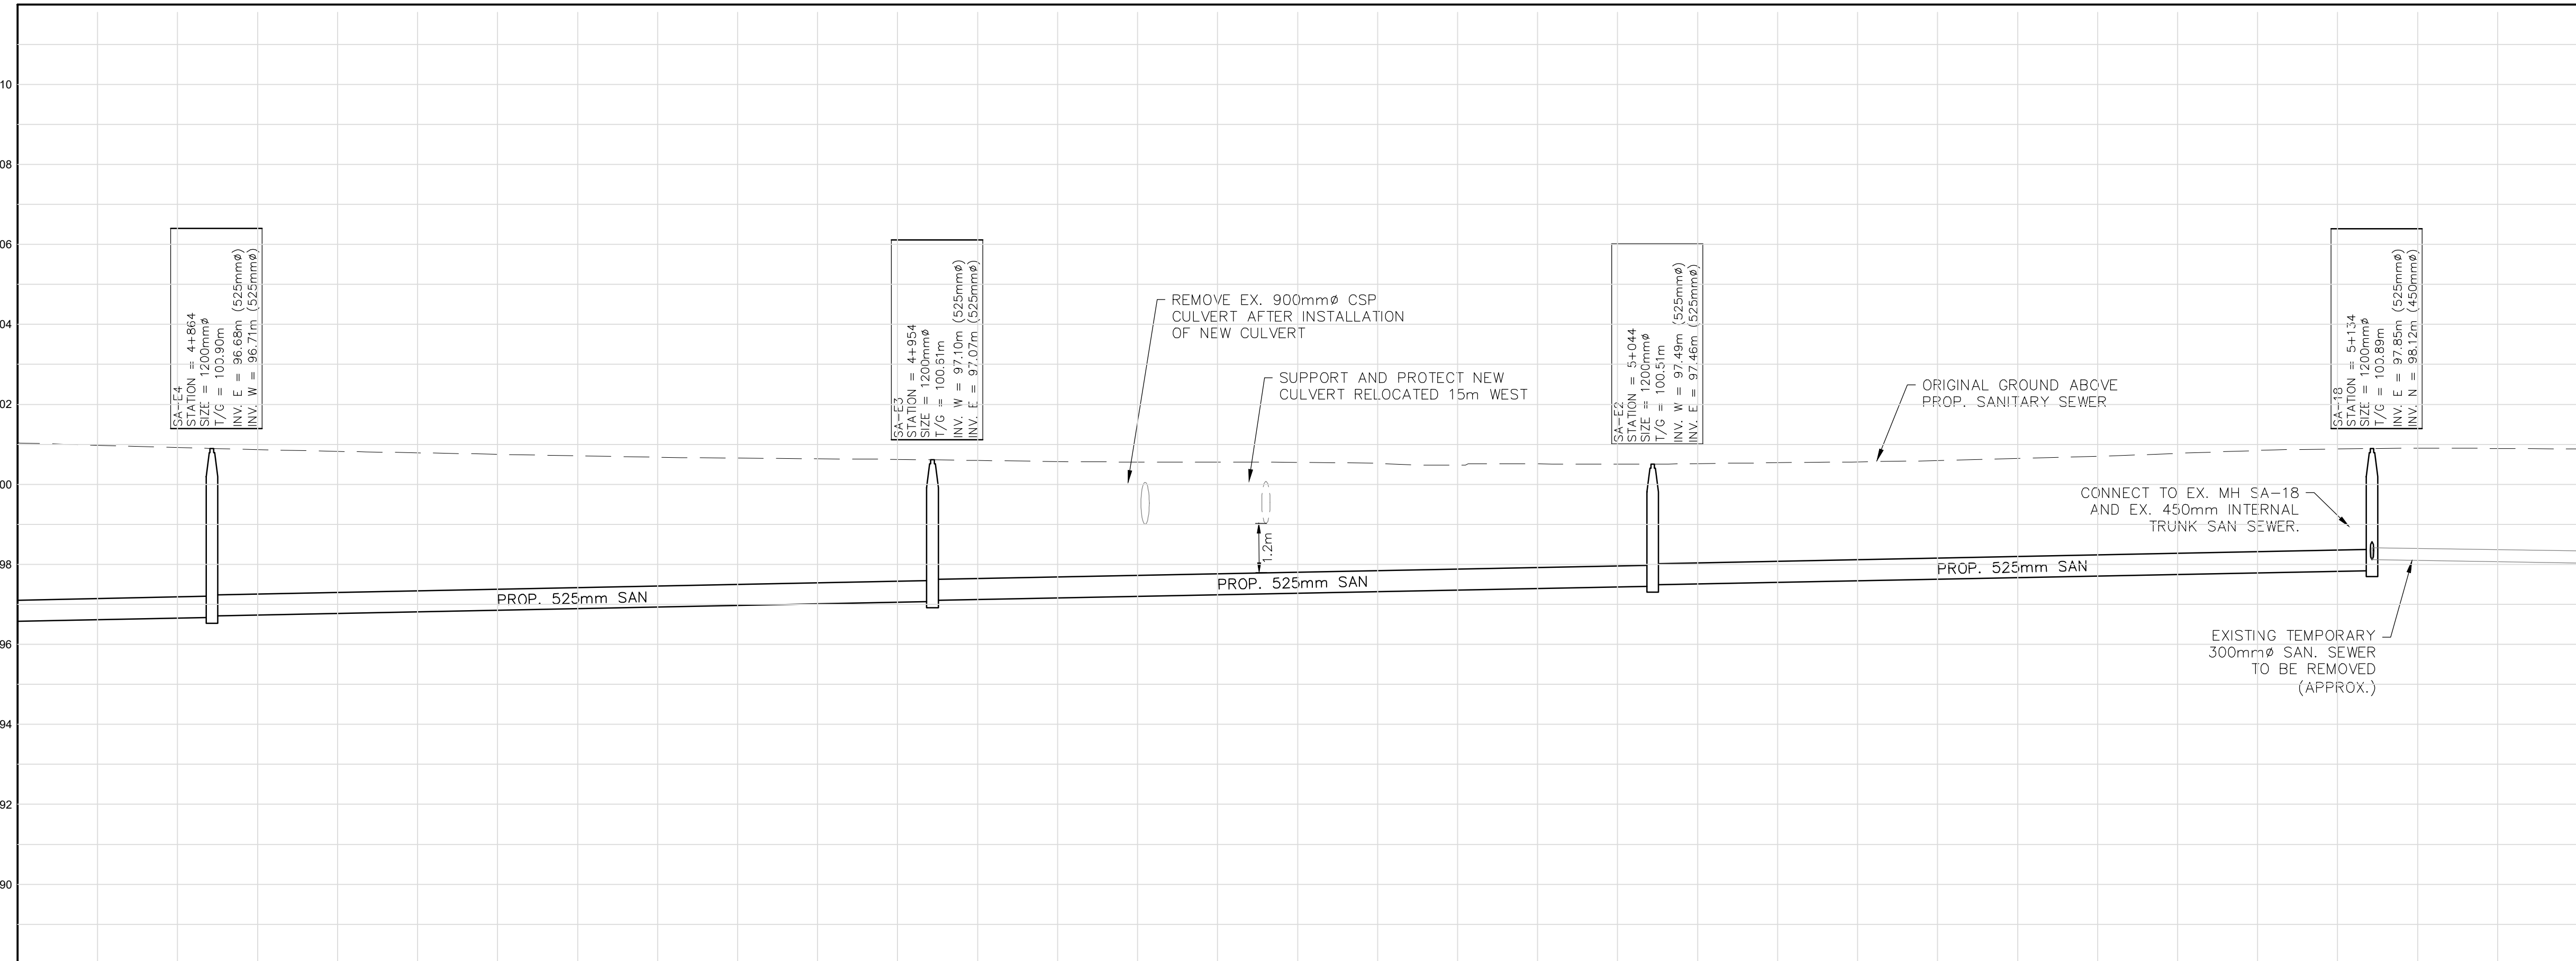 10
08
06
04
02
00
98
96
94
92
90
SA-E4
STATION = 4+864
SIZE = 1200mmø
T/G = 100.90m
INV. E = 96.68m (525mmø)
INV. W = 96.71m (525mmø)
SA-E3
STATION = 4+954
SIZE = 1200mmø
T/G = 100.61m
INV. W = 97.10m (525mmø)
INV. E = 97.07m (525mmø)
REMOVE EX. 900mmø CSP
CULVERT AFTER INSTALLATION
OF NEW CULVERT
SUPPORT AND PROTECT NEW
CULVERT RELOCATED 15m WEST
SA-E2
STATION = 5+044
SIZE = 1200mmø
T/G = 100.51m
INV. W = 97.49m (525mmø)
INV. E = 97.46m (525mmø)
ORIGINAL GROUND ABOVE
PROP. SANITARY SEWER
SA-18
STATION = 5+134
SIZE = 1200mmø
T/G = 100.89m
INV. E = 97.85m (525mmø)
INV. N = 98.12m (450mmø)
CONNECT TO EX. MH SA-18
AND EX. 450mm INTERNAL
TRUNK SAN SEWER.
1.2m
PROP. 525mm SAN
PROP. 525mm SAN
PROP. 525mm SAN
EXISTING TEMPORARY
300mmø SAN. SEWER
TO BE REMOVED
(APPROX.)